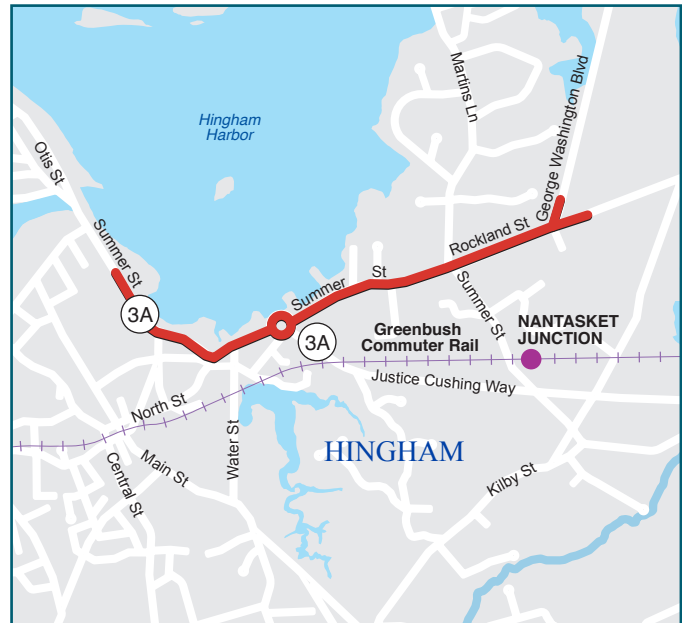 Hingham
Harbor
Otis St
Summer St
3A
Martins Ln
George Washington Blvd
Rockland St
Summer St
Summer St
3A
Greenbush
Commuter Rail
NANTASKET
JUNCTION
Justice Cushing Way
North St
Water St
Main St
Central St
HINGHAM
Kilby St